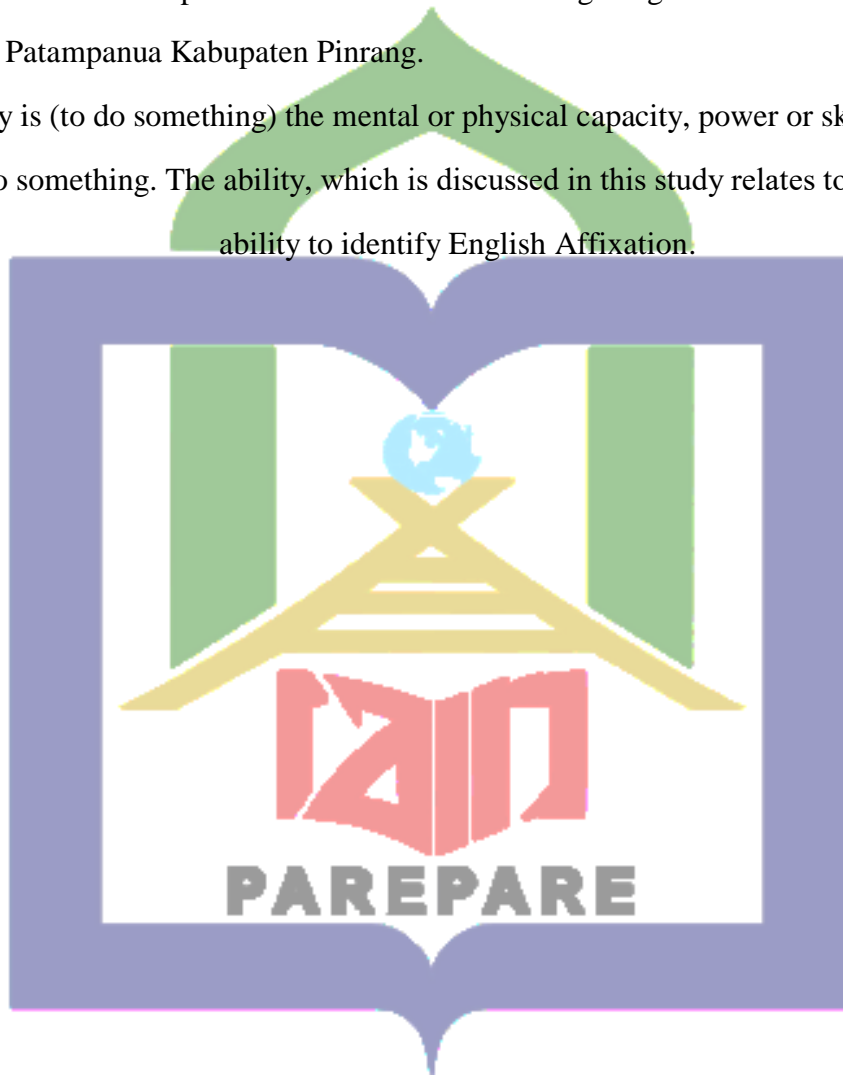 Patampanua Kabupaten Pinrang.
y is (to do something) the mental or physical capacity, power or sk
o something. The ability, which is discussed in this study relates to
ability to identify English Affixation.
iain
PAREPARE